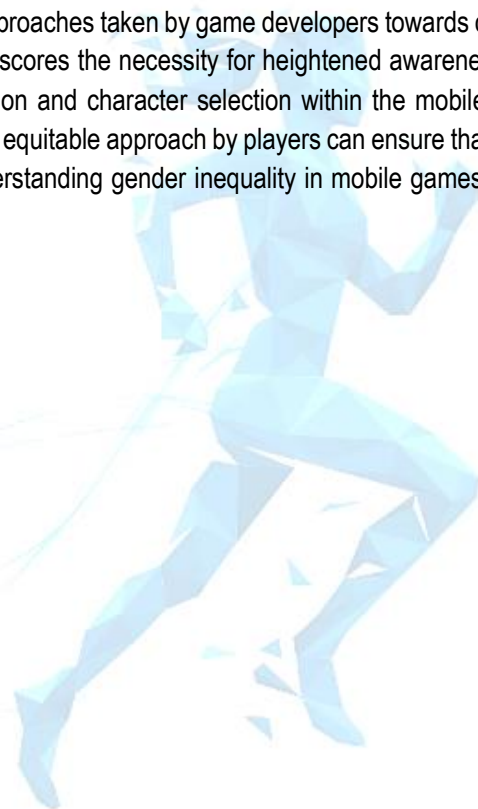 proaches taken by game developers towards
scores the necessity for heightened awarene
on and character selection within the mobile
equitable approach by players can ensure tha
erstanding gender inequality in mobile games